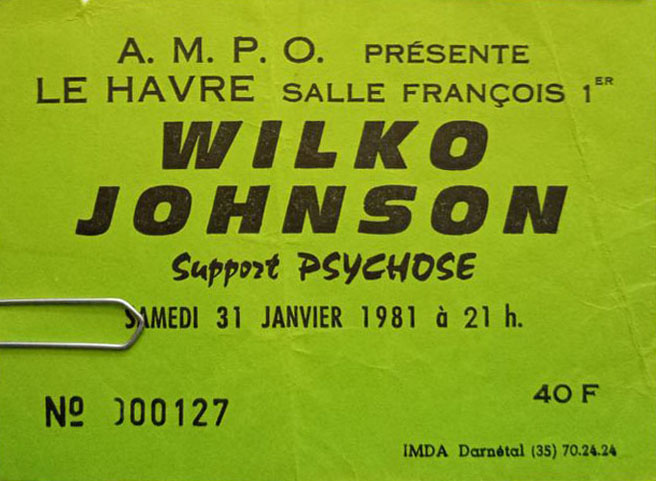 A. M. P. O. PRÉSENTE
LE HAVRE SALLE FRANÇOIS 1ER
WILKO
JOHNSON
Support PSYCHOSE
SAMEDI 31 JANVIER 1981 à 21 h.
40 F
Nº 000127
IMDA Darnétal (35) 70.24.24